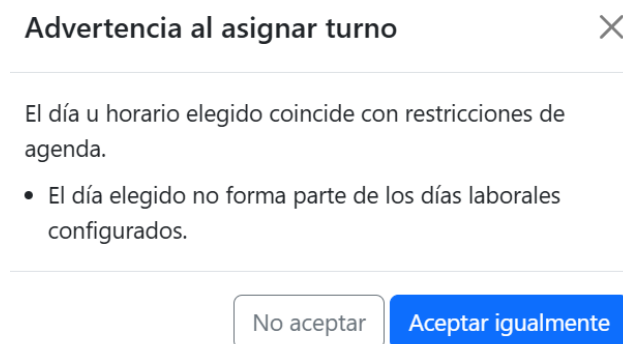 Advertencia al asignar turno
El día u horario elegido coincide con restricciones de
agenda.
• El día elegido no forma parte de los días laborales
configurados.
No aceptar
Aceptar igualmente